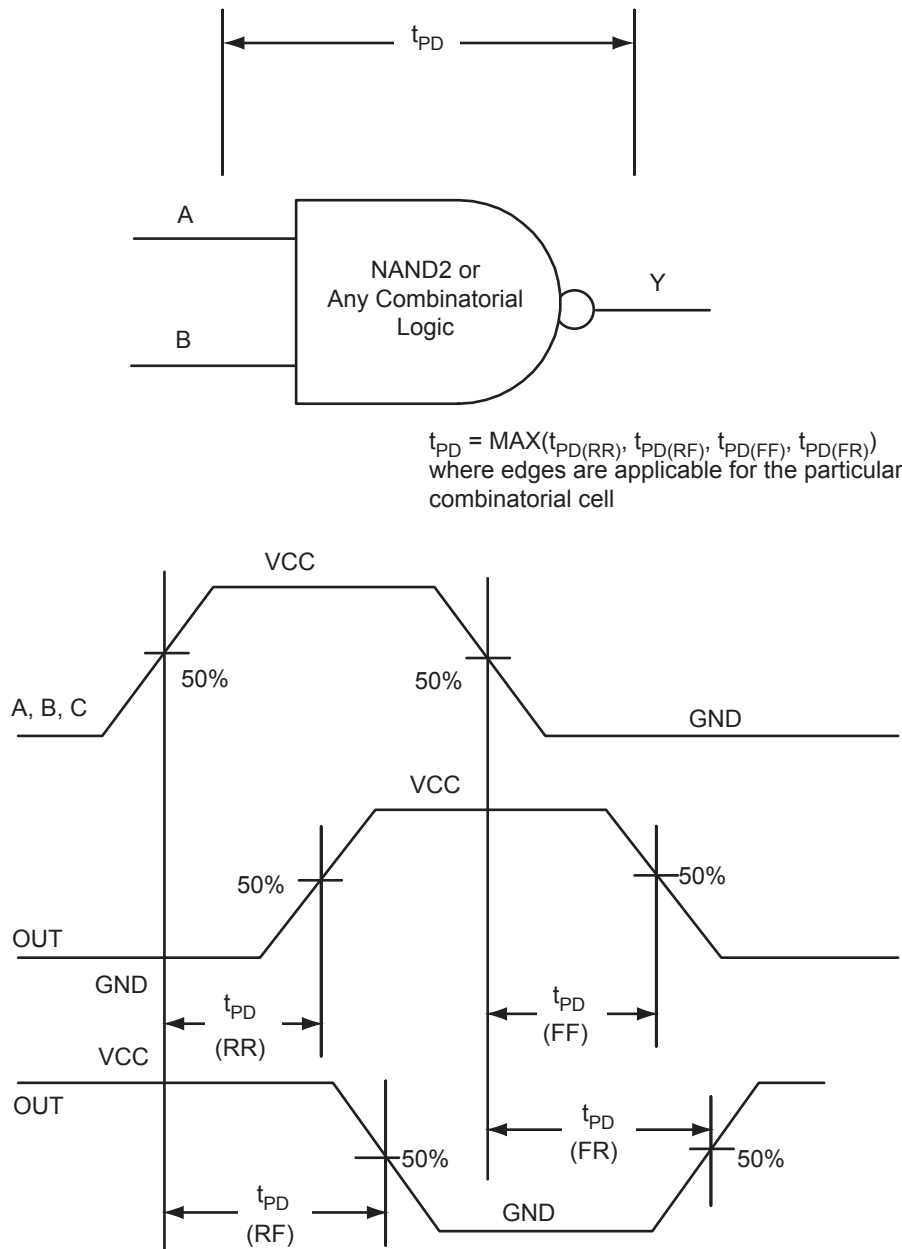 tPD
A
NAND2 or
Any Combinatorial
Logic
Y
B
tPD = MAX(tPD(RR), tPD(RF), tPD(FF), tPD(FR))
where edges are applicable for the particular
combinatorial cell
VCC
50%
50%
A, B, C
GND
VCC
50%
50%
OUT
GND
tPD
(RR)
tPD
(FF)
VCC
OUT
tPD
(FR)
50%
50%
tPD
(RF)
GND